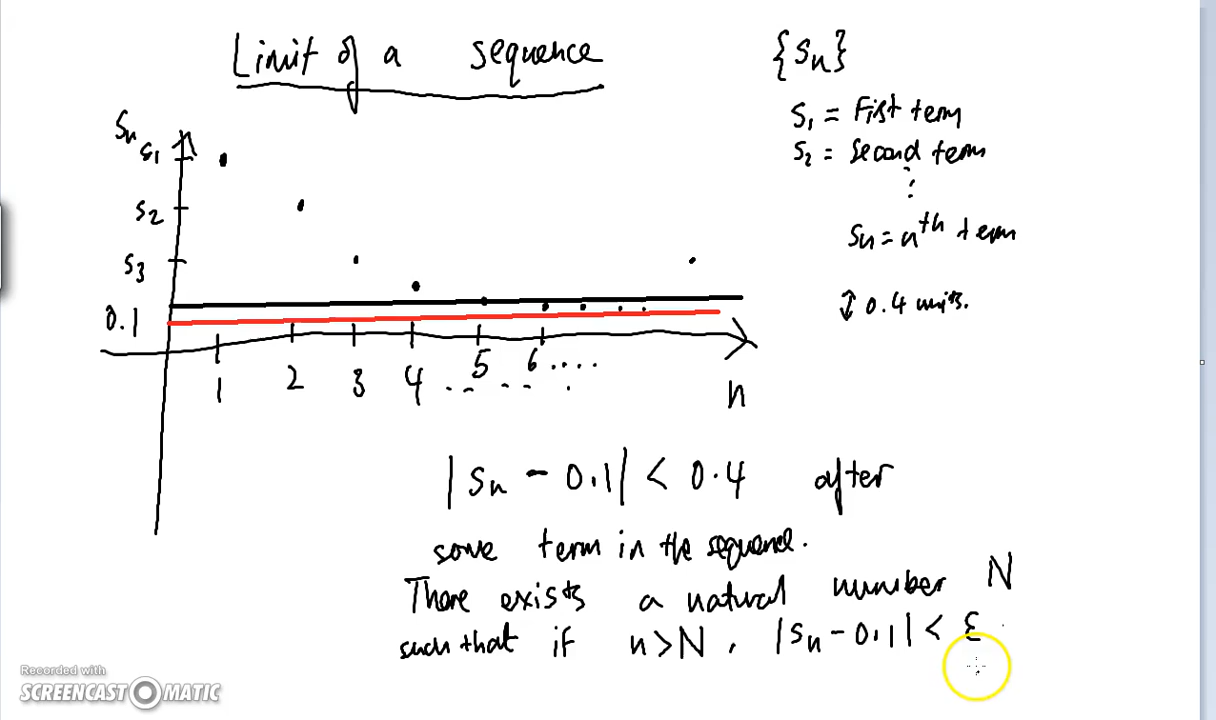 Limit of a sequence
{Sn}
S1 = First term
S2 = Second term
⋮
Sn = nth term
↕ 0.4 units.
Sn
S1
S2
S3
0.1
1 2 3 4 5 6 ....
.. .. .
n
|Sn - 0.1| < 0.4 after
some term in the sequence.
There exists a natural number N
such that if n > N, |Sn - 0.1| < ε
Recorded with
SCREENCAST-O-MATIC